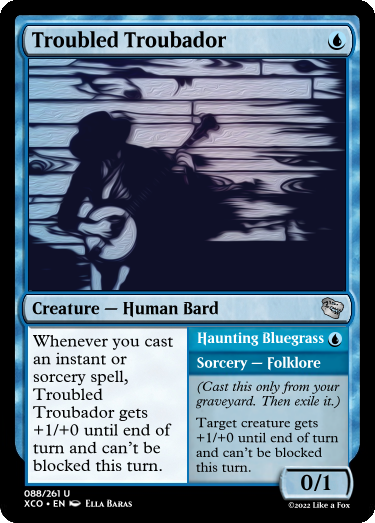 Troubled Troubador
Creature — Human Bard
Whenever you cast
an instant or
sorcery spell,
Troubled
Troubador gets
+1/+0 until end of
turn and can't be
blocked this turn.
Haunting Bluegrass
Sorcery — Folklore
(Cast this only from your
graveyard. Then exile it.)
Target creature gets
+1/+0 until end of turn
and can't be blocked
this turn.
0/1
088/261 U
XCO • EN Ella Baras
©2022 Like a Fox